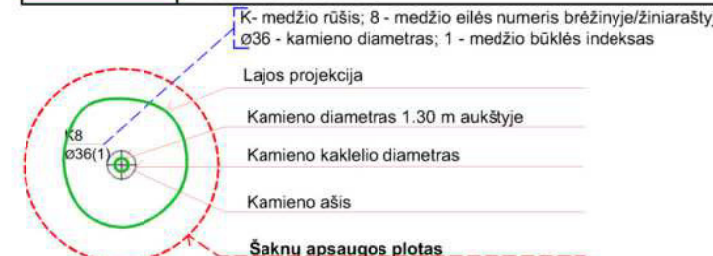 K- medžio rūšis; 8 - medžio eilės numeris brėžinyje/žiniarašty
ø36 - kamieno diametras; 1 - medžio būklės indeksas
Lajos projekcija
Kamieno diametras 1.30 m aukštyje
K8
ø36(1)
Kamieno kaklelio diametras
Kamieno ašis
Šaknų apsaugos plotas